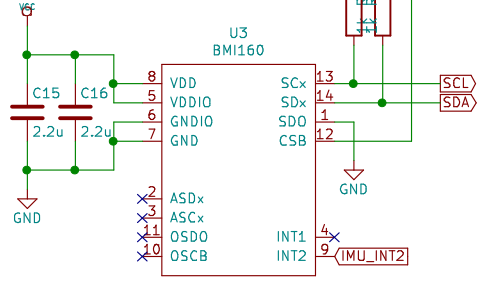 VCC
U3
BMI160
C15
C16
2.2u
2.2u
8 VDD
5 VDDIO
6 GNDIO
7 GND
2 ASDx
3 ASCx
11 OSDO
10 OSCB
SCx 13
SDx 14
SDO 1
CSB 12
INT1 4
INT2 9
SCL
SDA
GND
GND
IMU_INT2